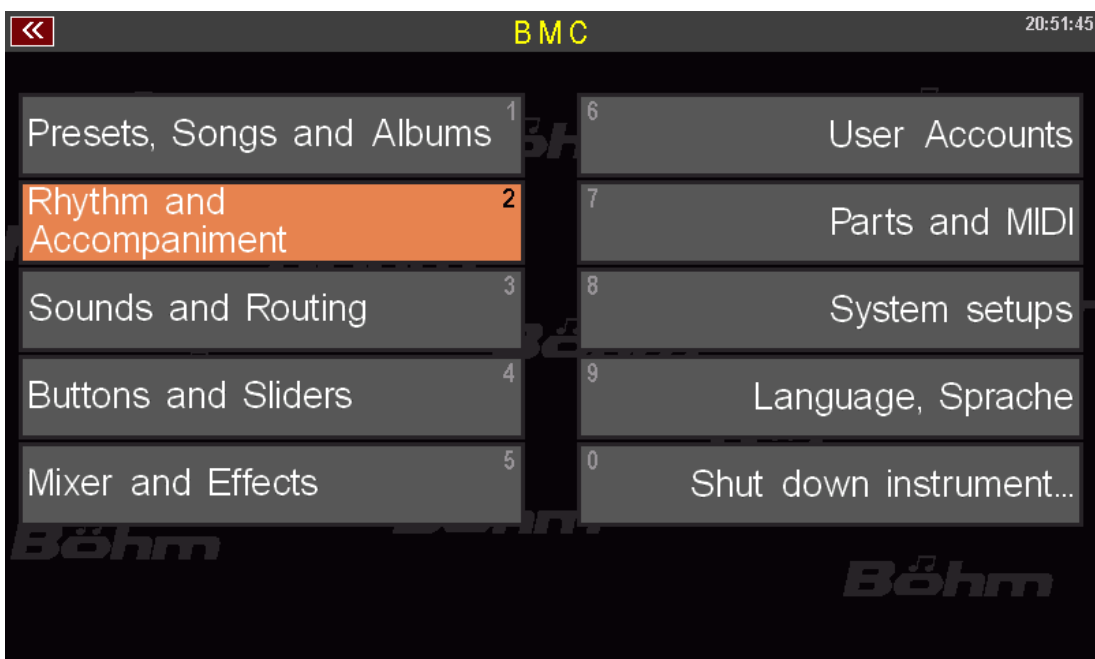 BMC
20:51:45
Presets, Songs and Albums
1
Rhythm and
Accompaniment
2
Sounds and Routing
3
Buttons and Sliders
4
Mixer and Effects
5
6
User Accounts
7
Parts and MIDI
8
System setups
9
Language, Sprache
0
Shut down instrument...
Böhm
Böhm